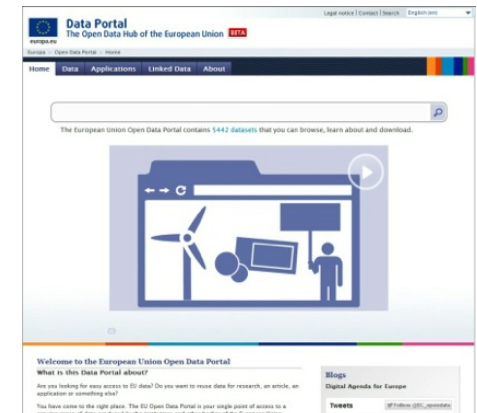 Legal notice | Contact | Search English (en)
Data Portal
The Open Data Hub of the European Union BETA
europa.eu
Europa > Open Data Portal > Home
Home Data Applications Linked Data About
The European Union Open Data Portal contains 5442 datasets that you can browse, learn about and download.
Welcome to the European Union Open Data Portal
What is this Data Portal about?
Are you looking for easy access to EU data? Do you want to reuse data for research, an article, an
application or something else?
You have come to the right place. The EU Open Data Portal is your single point of access to a
Blogs
Digital Agenda for Europe
Tweets Follow @EU_opendata